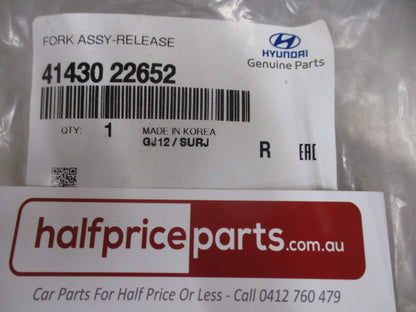 FORK ASSY-RELEASE
HYUNDAI
Genuine Parts
41430 22652
QTY: 1 MADE IN KOREA
GJ12 / SURJ
R EAC
halfpriceparts.com.au
Car Parts For Half Price Or Less - Call 0412 760 479